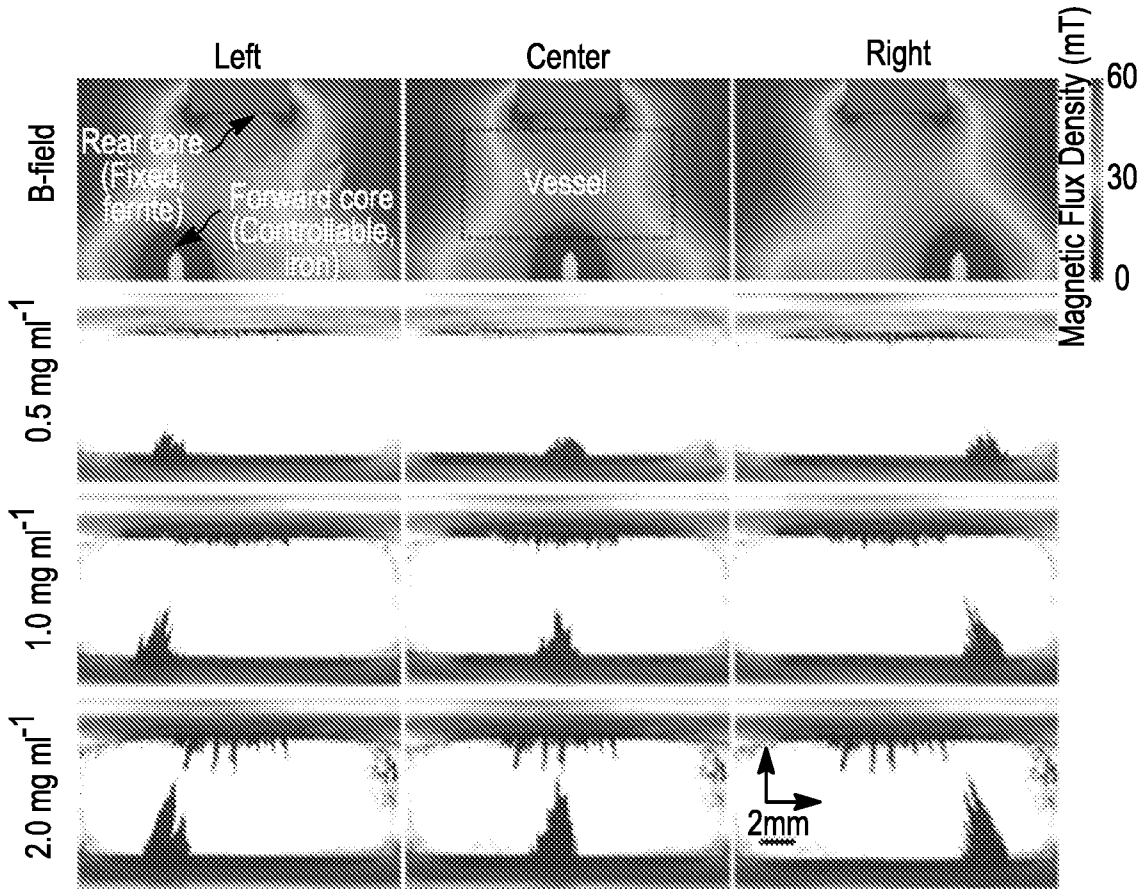 Left
Center
Right
B-field
Rear core
(Fixed,
ferrite)
Forward core
(Controllable,
Iron)
Vessel
Magnetic Flux Density (mT)
60
30
0
0.5 mg ml⁻¹
1.0 mg ml⁻¹
2.0 mg ml⁻¹
2mm